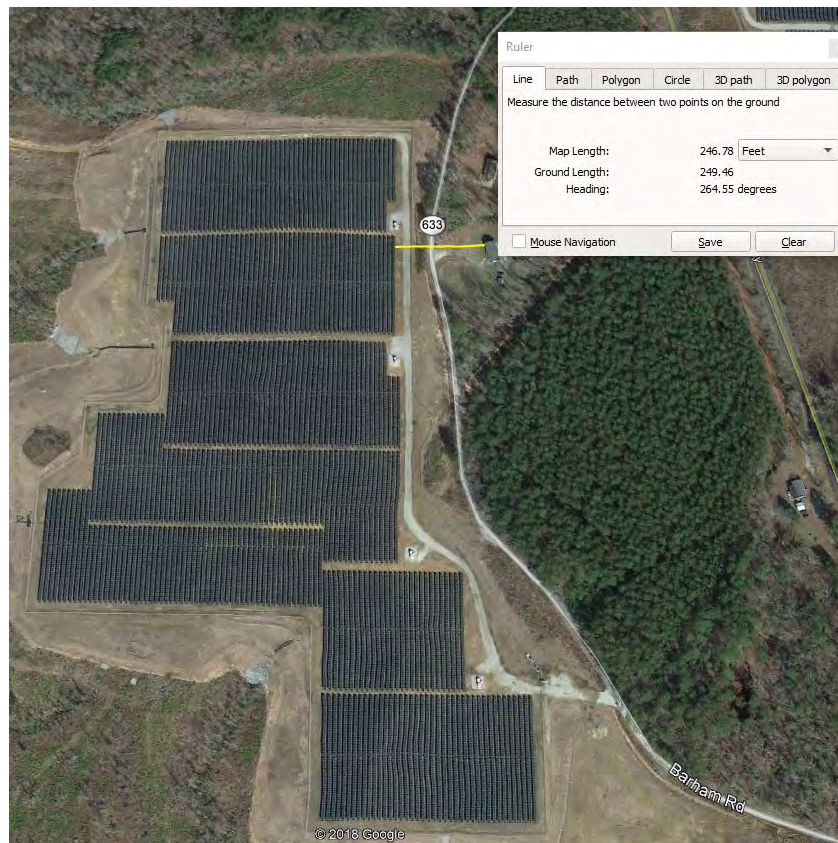 Ruler
Line Path Polygon Circle 3D path 3D polygon
Measure the distance between two points on the ground
Map Length: 246.78 Feet
Ground Length: 249.46
Heading: 264.55 degrees
Mouse Navigation Save Clear
633
Barham Rd
© 2018 Google